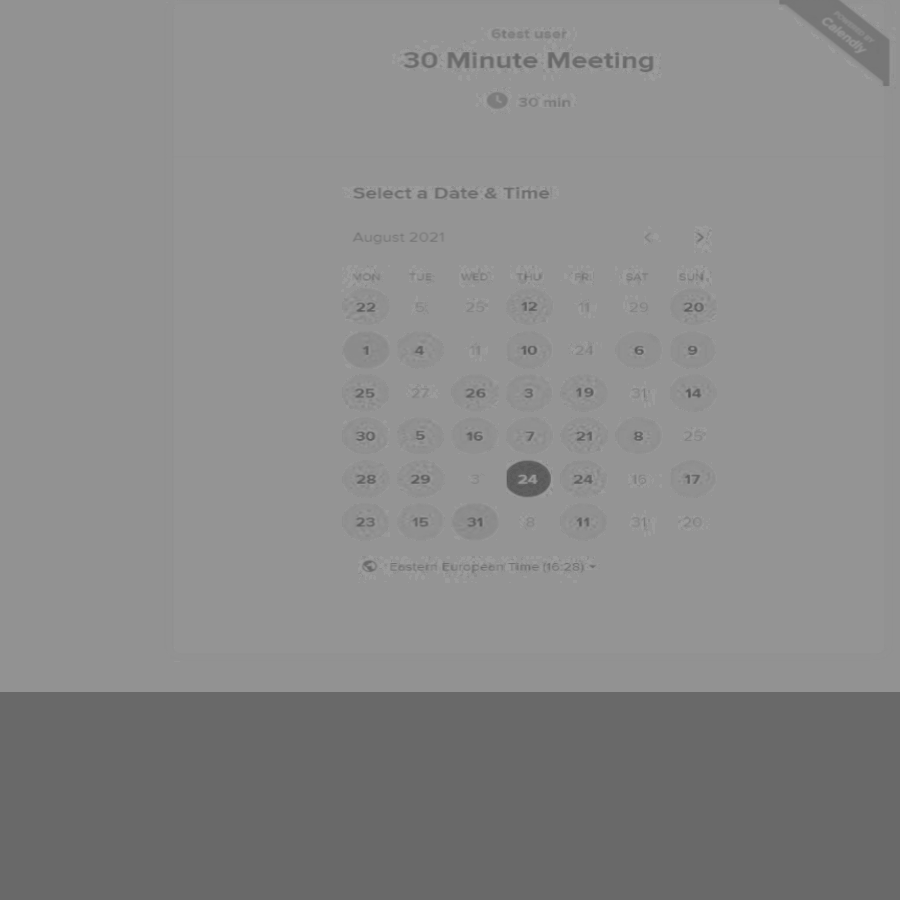 POWERED BY
Calendly
6test user
30 Minute Meeting
30 min
Select a Date & Time
August 2021
MON TUE WED THU FRI SAT SUN
22 5 25 12 11 29 20
1 4 11 10 24 6 9
25 27 26 3 19 31 14
30 5 16 7 21 8 25
28 29 3 24 24 15 17
23 15 31 8 11 31 20
Eastern European Time (16:28)